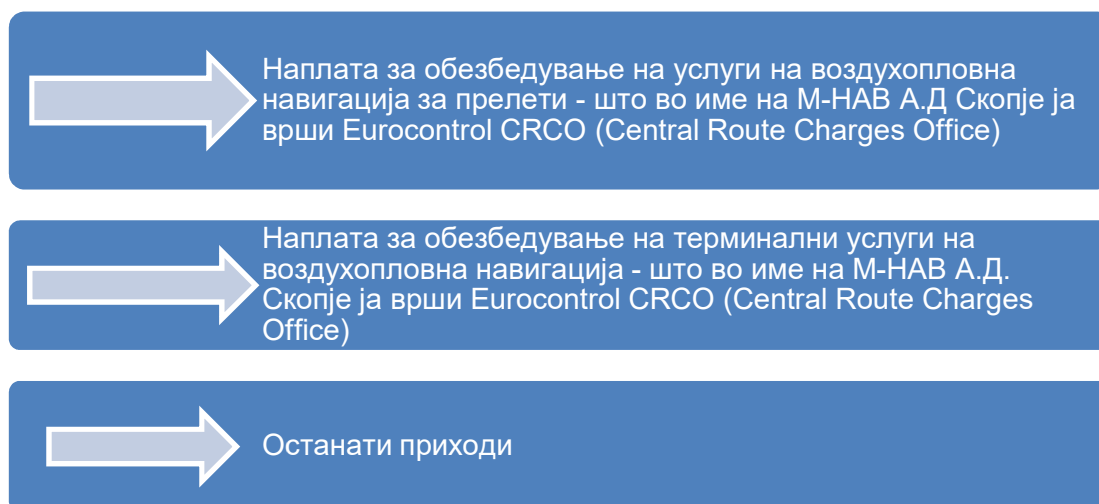 Наплата за обезбедување на услуги на воздухопловна
навигација за прелети - што во име на М-НАВ А.Д Скопје ја
врши Eurocontrol CRCO (Central Route Charges Office)
Наплата за обезбедување на терминални услуги на
воздухопловна навигација - што во име на М-НАВ А.Д.
Скопје ја врши Eurocontrol CRCO (Central Route Charges
Office)
Останати приходи